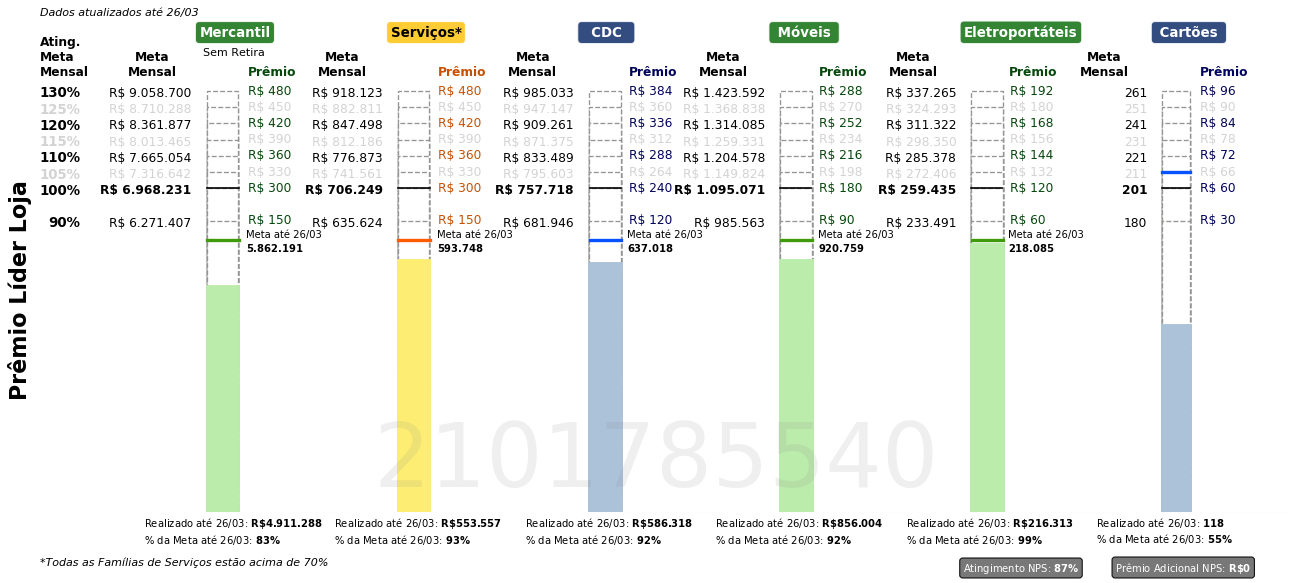 Dados atualizados até 26/03
Mercantil Serviços* CDC Móveis Eletroportáteis Cartões
Sem Retira
Ating. Meta Mensal
Meta Mensal Prêmio Meta Mensal Prêmio Meta Mensal Prêmio Meta Mensal Prêmio Meta Mensal Prêmio Meta Mensal Prêmio
130% R$ 9.058.700 R$ 480 R$ 918.123 R$ 480 R$ 985.033 R$ 384 R$ 1.423.592 R$ 288 R$ 337.265 R$ 192 261 R$ 96
125% R$ 8.710.288 R$ 450 R$ 882.811 R$ 450 R$ 947.147 R$ 360 R$ 1.368.838 R$ 270 R$ 324.293 R$ 180 251 R$ 90
120% R$ 8.361.877 R$ 420 R$ 847.498 R$ 420 R$ 909.261 R$ 336 R$ 1.314.085 R$ 252 R$ 311.322 R$ 168 241 R$ 84
115% R$ 8.013.465 R$ 390 R$ 812.186 R$ 390 R$ 871.375 R$ 312 R$ 1.259.331 R$ 234 R$ 298.350 R$ 156 231 R$ 78
110% R$ 7.665.054 R$ 360 R$ 776.873 R$ 360 R$ 833.489 R$ 288 R$ 1.204.578 R$ 216 R$ 285.378 R$ 144 221 R$ 72
105% R$ 7.316.642 R$ 330 R$ 741.561 R$ 330 R$ 795.603 R$ 264 R$ 1.149.824 R$ 198 R$ 272.406 R$ 132 211 R$ 66
100% R$ 6.968.231 R$ 300 R$ 706.249 R$ 300 R$ 757.718 R$ 240 R$ 1.095.071 R$ 180 R$ 259.435 R$ 120 201 R$ 60
90% R$ 6.271.407 R$ 150 R$ 635.624 R$ 150 R$ 681.946 R$ 120 R$ 985.563 R$ 90 R$ 233.491 R$ 60 180 R$ 30
Meta até 26/03 Meta até 26/03 Meta até 26/03 Meta até 26/03 Meta até 26/03
5.862.191 593.748 637.018 920.759 218.085
Prêmio Líder Loja
2101785540
Realizado até 26/03: R$4.911.288 Realizado até 26/03: R$553.557 Realizado até 26/03: R$586.318 Realizado até 26/03: R$856.004 Realizado até 26/03: R$216.313 Realizado até 26/03: 118
% da Meta até 26/03: 83% % da Meta até 26/03: 93% % da Meta até 26/03: 92% % da Meta até 26/03: 92% % da Meta até 26/03: 99% % da Meta até 26/03: 55%
*Todas as Famílias de Serviços estão acima de 70%
Atingimento NPS: 87% Prêmio Adicional NPS: R$0